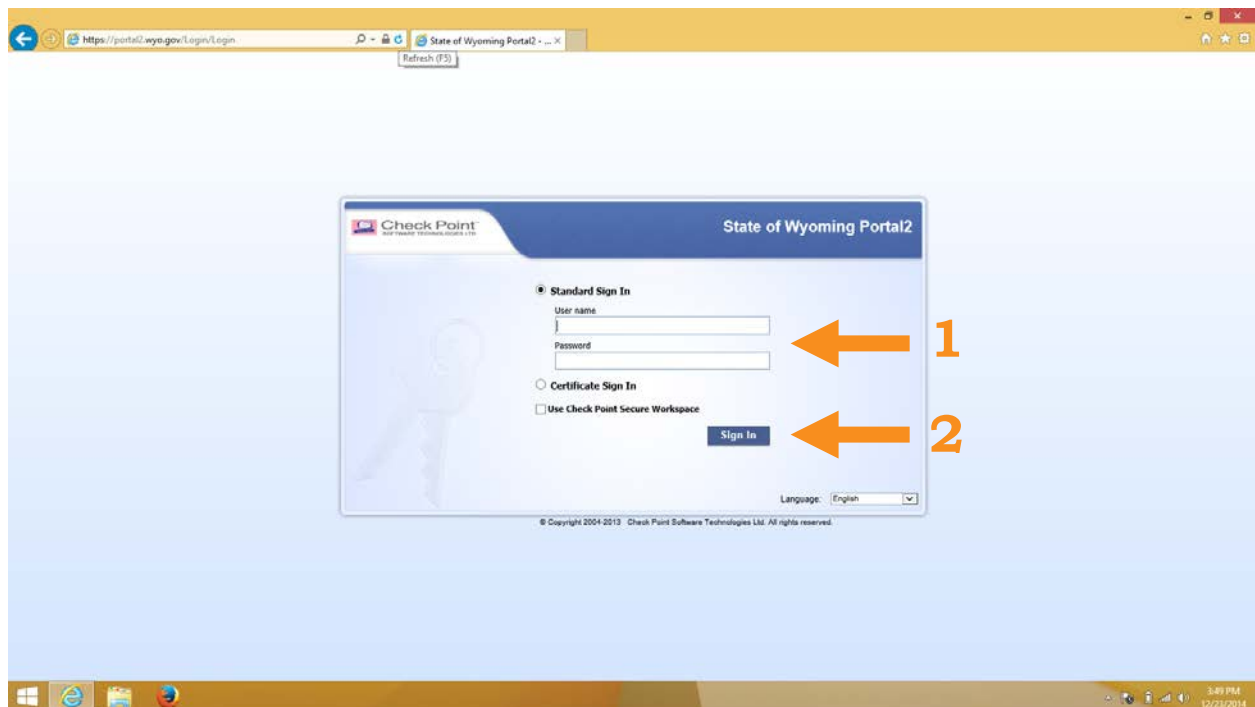 https://portal2.wyo.gov/Login/Login
State of Wyoming Portal2 - ...
Refresh (F5)
Check Point
SOFTWARE TECHNOLOGIES LTD
State of Wyoming Portal2
Standard Sign In
User name
Password
1
Certificate Sign In
Use Check Point Secure Workspace
Sign In
2
Language: English
© Copyright 2004-2013 Check Point Software Technologies Ltd. All rights reserved.
3:49 PM
12/23/2014